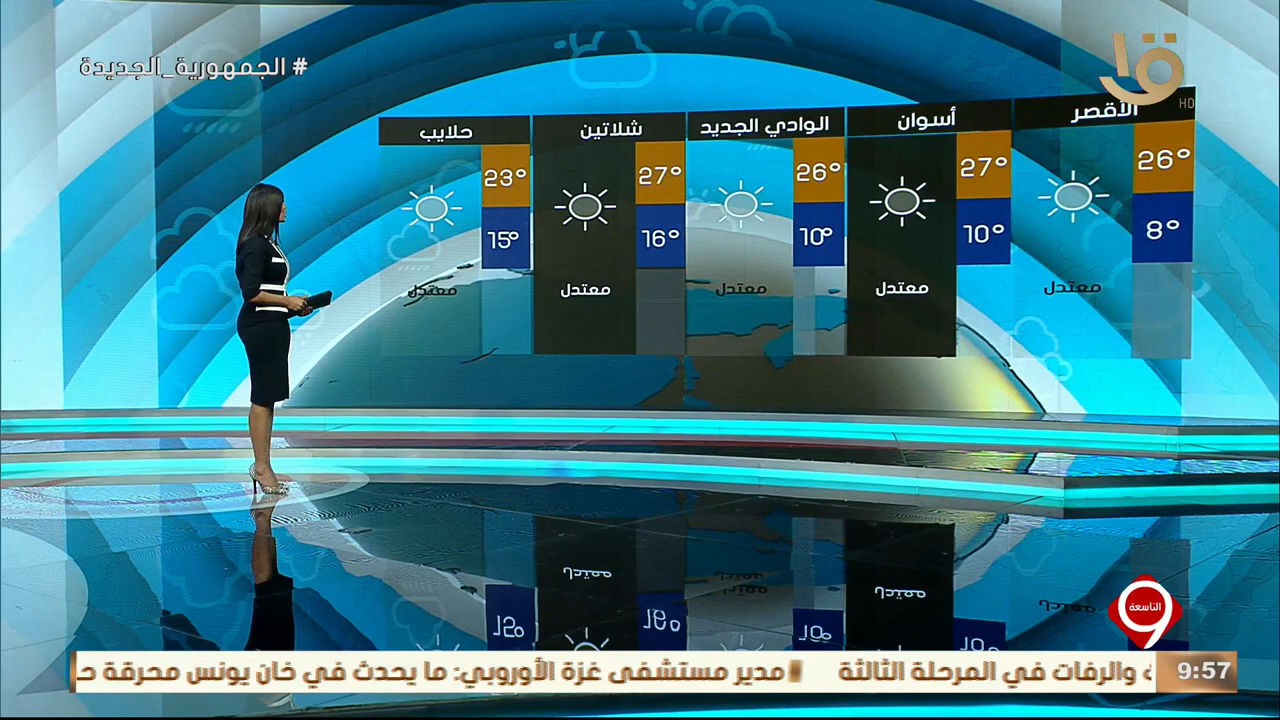 # الجمهورية_الجديدة
HD
الأقصر
26°
8°
معتدل
أسوان
27°
10°
معتدل
الوادي الجديد
26°
10°
معتدل
شلاتين
27°
16°
معتدل
حلايب
23°
15°
معتدل
التاسعة
9
9:57
والرفات في المرحلة الثالثة
مدير مستشفى غزة الأوروبي: ما يحدث في خان يونس محرقة